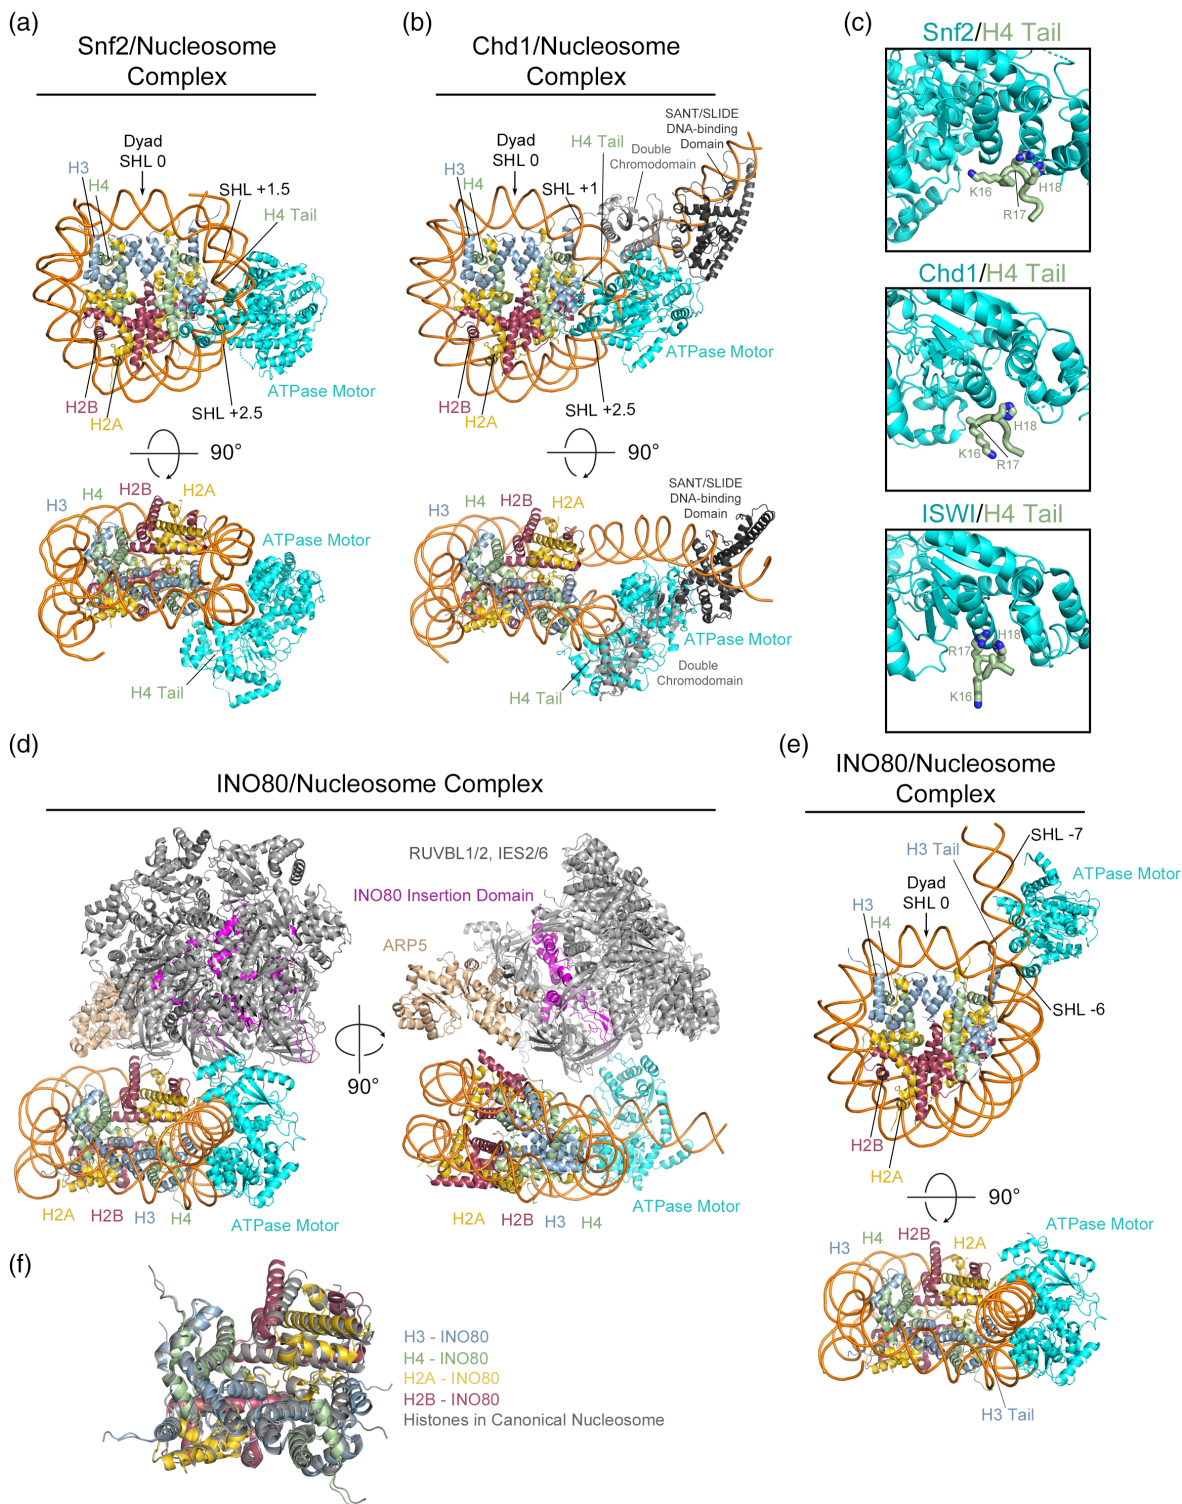 (a)
Snf2/Nucleosome
Complex
Dyad
SHL 0
H3
H4
SHL +1.5
H4 Tail
ATPase Motor
H2B
H2A
SHL +2.5
90°
H3
H4
H2B
H2A
ATPase Motor
H4 Tail
(b)
Chd1/Nucleosome
Complex
SANT/SLIDE
DNA-binding
Domain
H4 Tail
Double
Chromodomain
Dyad
SHL 0
H3
H4
SHL +1
ATPase Motor
H2B
H2A
SHL +2.5
90°
SANT/SLIDE
DNA-binding
Domain
H3
H4
H2B
H2A
ATPase Motor
Double
Chromodomain
H4 Tail
(c)
Snf2/H4 Tail
K16
H18
R17
Chd1/H4 Tail
H18
K16
R17
ISWI/H4 Tail
H18
R17
K16
(d)
INO80/Nucleosome Complex
RUVBL1/2, IES2/6
INO80 Insertion Domain
ARP5
90°
H2A
H2B
H3
H4
ATPase Motor
H2A
H2B
H3
H4
ATPase Motor
(e)
INO80/Nucleosome
Complex
SHL -7
H3 Tail
ATPase Motor
Dyad
SHL 0
H3
H4
SHL -6
H2B
H2A
90°
H3
H4
H2B
H2A
ATPase Motor
H3 Tail
(f)
H3 - INO80
H4 - INO80
H2A - INO80
H2B - INO80
Histones in Canonical Nucleosome